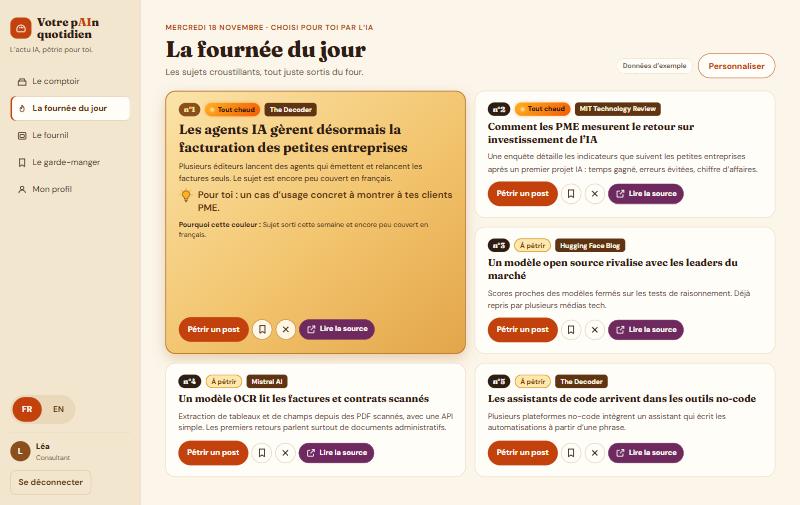 Votre pAIn
quotidien
L'actu IA, pétrie pour toi.
Le comptoir
La fournée du jour
Le fournil
Le garde-manger
Mon profil
FR
EN
L
Léa
Consultant
Se déconnecter
MERCREDI 18 NOVEMBRE · CHOISI POUR TOI PAR L'IA
La fournée du jour
Les sujets croustillants, tout juste sortis du four.
Données d'exemple
Personnaliser
n°1
Tout chaud
The Decoder
Les agents IA gèrent désormais la
facturation des petites entreprises
Plusieurs éditeurs lancent des agents qui émettent et relancent les
factures seuls. Le sujet est encore peu couvert en français.
Pour toi : un cas d'usage concret à montrer à tes clients
PME.
Pourquoi cette couleur : Sujet sorti cette semaine et encore peu couvert en
français.
Pétrir un post
Lire la source
n°2
Tout chaud
MIT Technology Review
Comment les PME mesurent le retour sur
investissement de l'IA
Une enquête détaille les indicateurs que suivent les petites entreprises
après un premier projet IA : temps gagné, erreurs évitées, chiffre d'affaires.
Pétrir un post
Lire la source
n°3
À pétrir
Hugging Face Blog
Un modèle open source rivalise avec les leaders du
marché
Scores proches des modèles fermés sur les tests de raisonnement. Déjà
repris par plusieurs médias tech.
Pétrir un post
Lire la source
n°4
À pétrir
Mistral AI
Un modèle OCR lit les factures et contrats scannés
Extraction de tableaux et de champs depuis des PDF scannés, avec une API
simple. Les premiers retours parlent surtout de documents administratifs.
Pétrir un post
Lire la source
n°5
À pétrir
The Decoder
Les assistants de code arrivent dans les outils no-code
Plusieurs plateformes no-code intègrent un assistant qui écrit les
automatisations à partir d'une phrase.
Pétrir un post
Lire la source